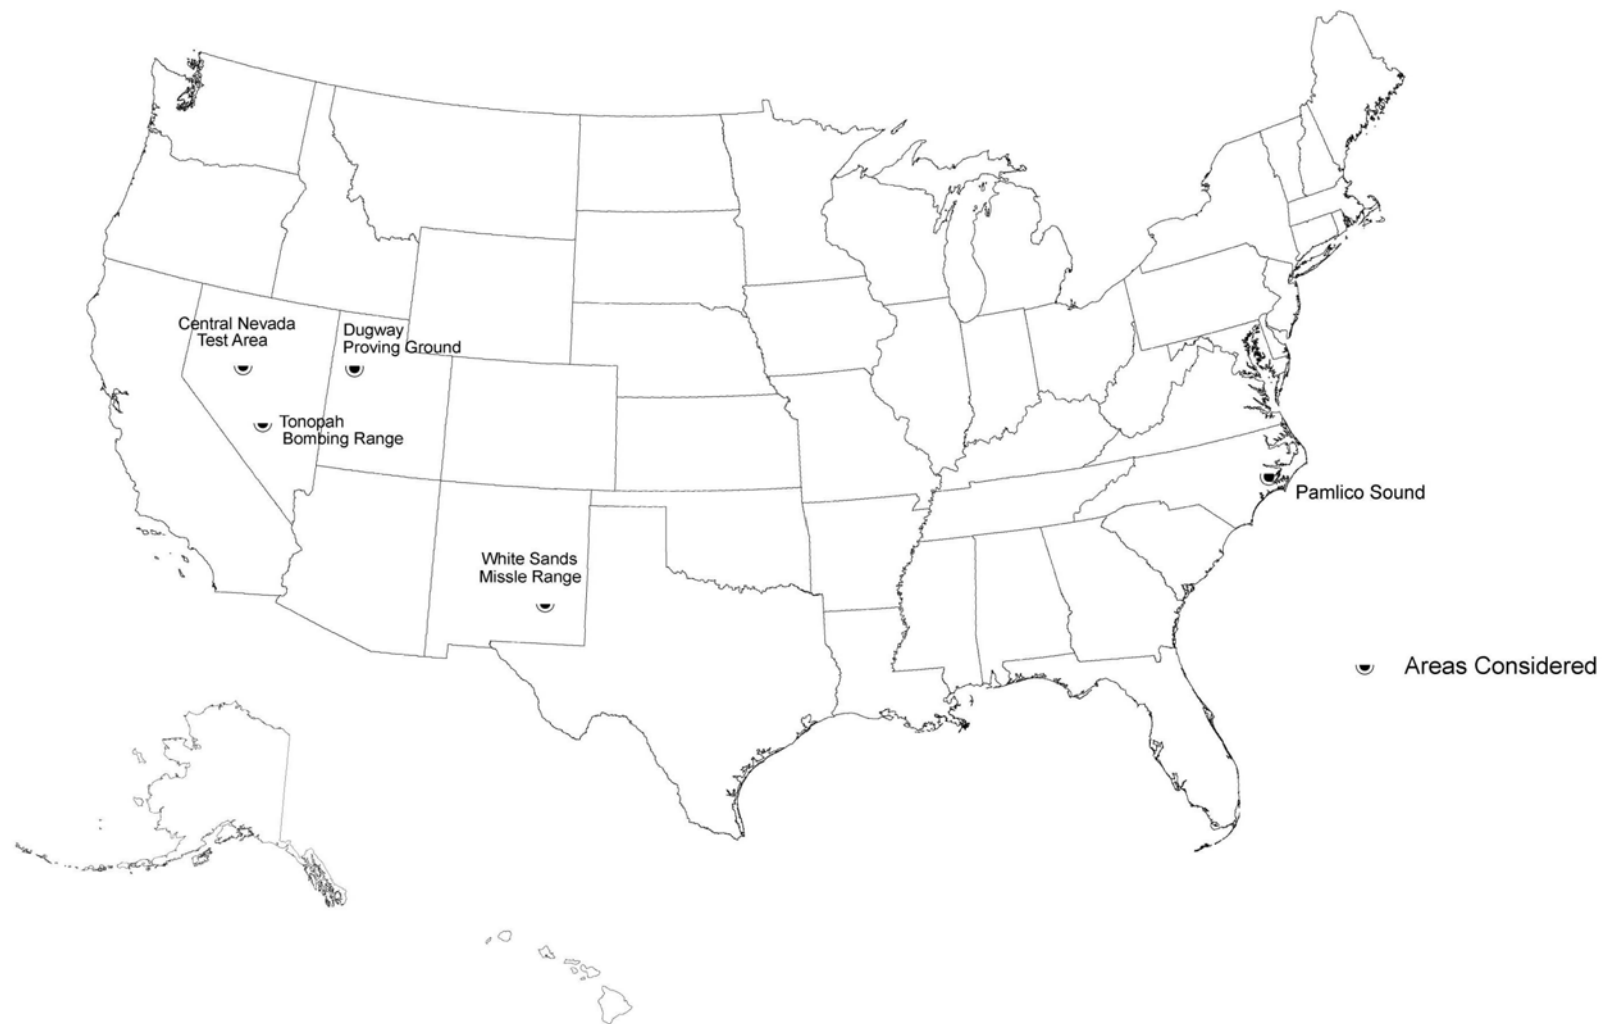 Central Nevada
Test Area
Dugway
Proving Ground
Tonopah
Bombing Range
Pamlico Sound
White Sands
Missle Range
Areas Considered